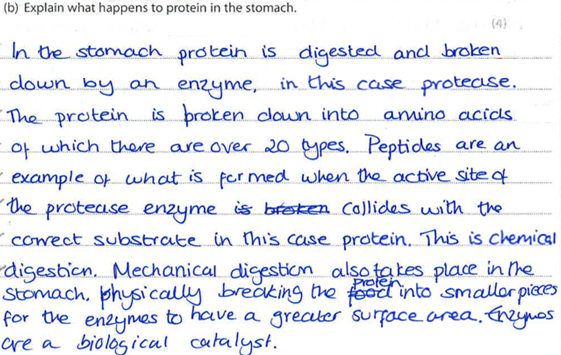 (b) Explain what happens to protein in the stomach.
(4)
In the stomach protein is digested and broken
down by an enzyme, in this case protease.
The protein is broken down into amino acids
of which there are over 20 types. Peptides are an
example of what is formed when the active site of
the protease enzyme is broken collides with the
correct substrate in this case protein. This is chemical
digestion. Mechanical digestion also takes place in the
stomach, physically breaking the food protein into smaller pieces
for the enzymes to have a greater surface area. Enzymes
are a biological catalyst.